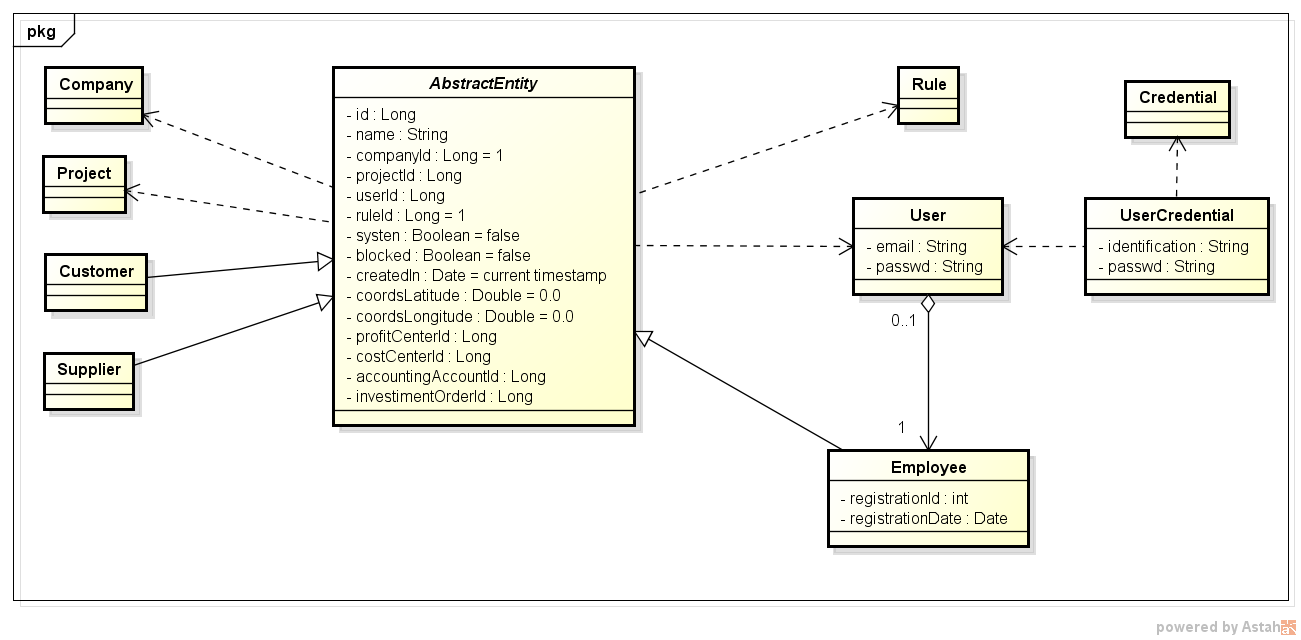 pkg
Company
Project
Customer
Supplier
AbstractEntity
- id : Long
- name : String
- companyId : Long = 1
- projectId : Long
- userId : Long
- ruleId : Long = 1
- systen : Boolean = false
- blocked : Boolean = false
- createdIn : Date = current timestamp
- coordsLatitude : Double = 0.0
- coordsLongitude : Double = 0.0
- profitCenterId : Long
- costCenterId : Long
- accountingAccountId : Long
- investimentOrderId : Long
Rule
Credential
User
- email : String
- passwd : String
UserCredential
- identification : String
- passwd : String
0..1
1
Employee
- registrationId : int
- registrationDate : Date
powered by Astah